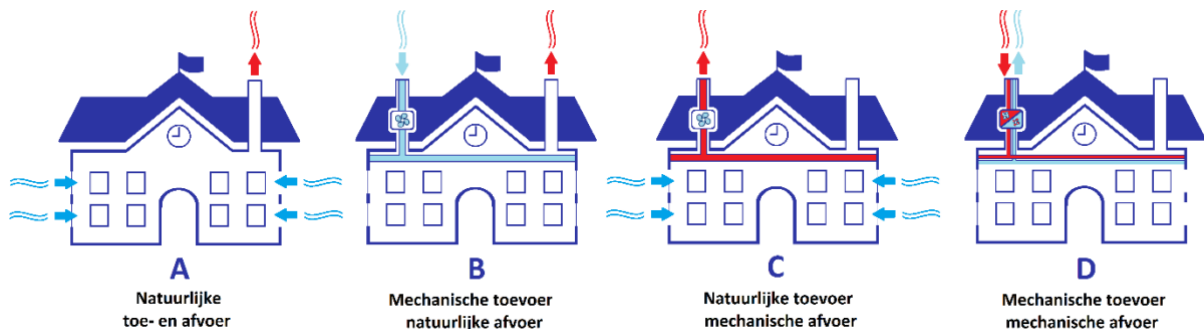 A
Natuurlijke
toe- en afvoer
B
Mechanische toevoer
natuurlijke afvoer
C
Natuurlijke toevoer
mechanische afvoer
D
Mechanische toevoer
mechanische afvoer